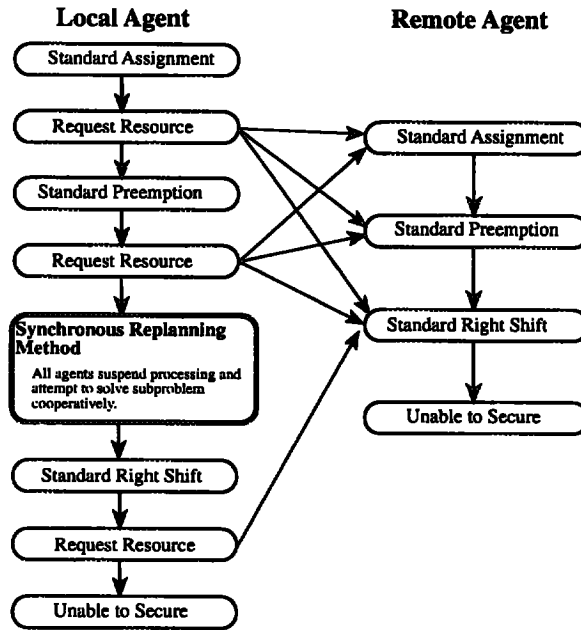 Local Agent
Standard Assignment
Request Resource
Standard Preemption
Request Resource
Synchronous Replanning
Method
All agents suspend processing and
attempt to solve subproblem
cooperatively.
Standard Right Shift
Request Resource
Unable to Secure
Remote Agent
Standard Assignment
Standard Preemption
Standard Right Shift
Unable to Secure